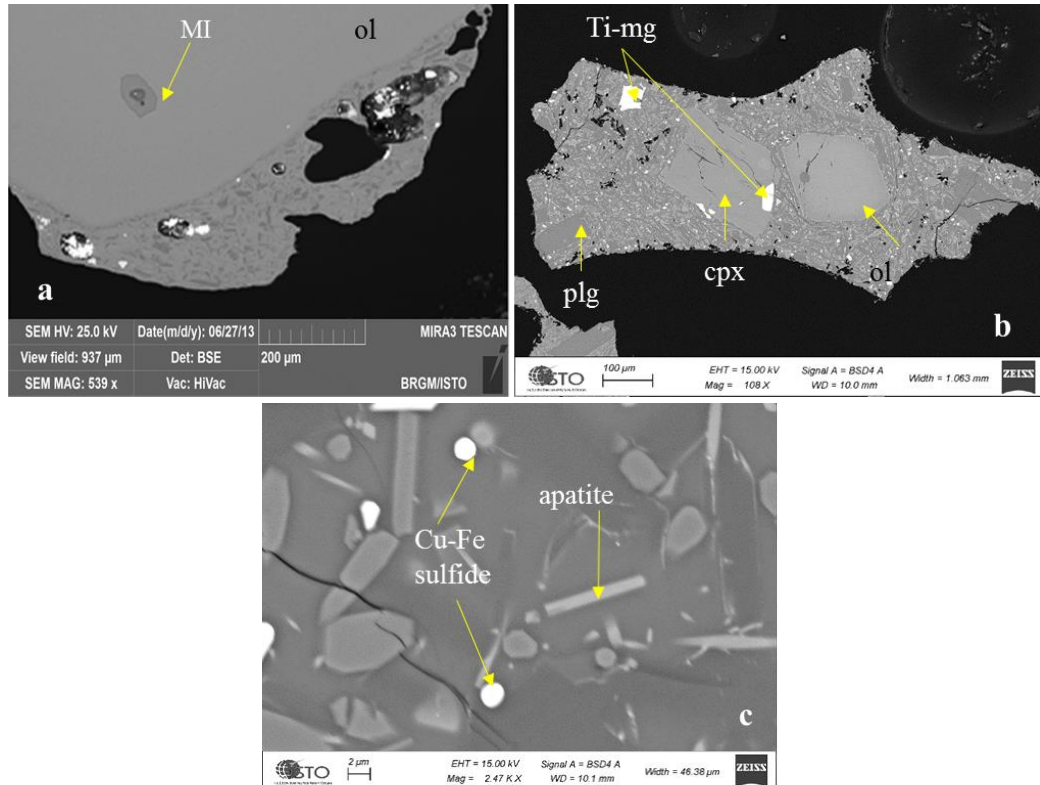 MI
ol
a
SEM HV: 25.0 kV Date(m/d/y): 06/27/13 MIRA3 TESCAN
View field: 937 µm Det: BSE 200 µm
SEM MAG: 539 x Vac: HiVac BRGM/ISTO
Ti-mg
plg
cpx
ol
b
ISTO 100 µm EHT = 15.00 kV Signal A = BSD4 A Width = 1.063 mm ZEISS
Mag = 108 X WD = 10.0 mm
Cu-Fe
sulfide
apatite
c
ISTO 2 µm EHT = 15.00 kV Signal A = BSD4 A Width = 46.38 µm ZEISS
Mag = 2.47 K X WD = 10.1 mm